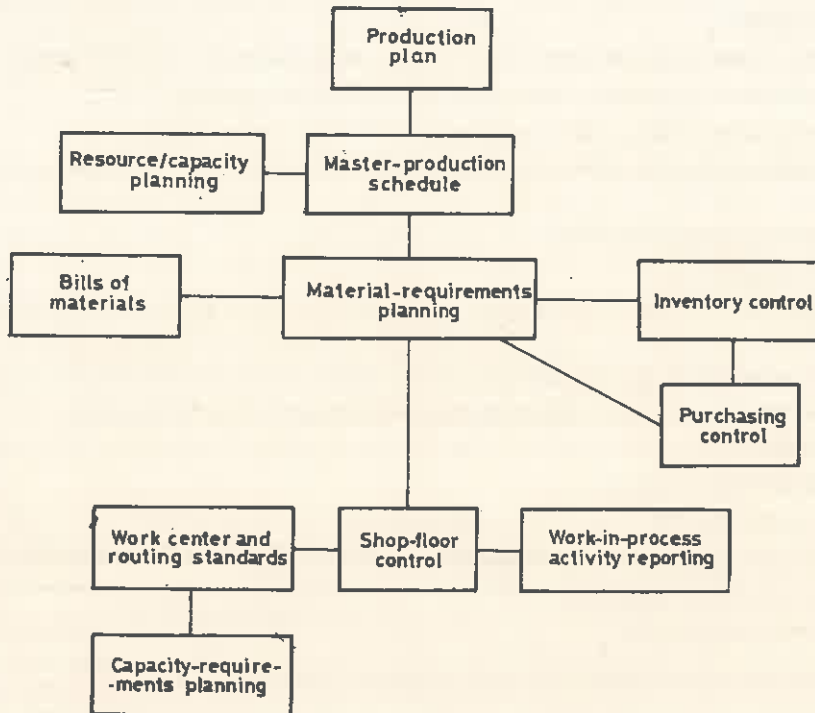 Production
plan
Resource/capacity
planning
Master-production
schedule
Bills of
materials
Material-requirements
planning
Inventory control
Purchasing
control
Work center and
routing standards
Shop-floor
control
Work-in-process
activity reporting
Capacity-require-
-ments planning